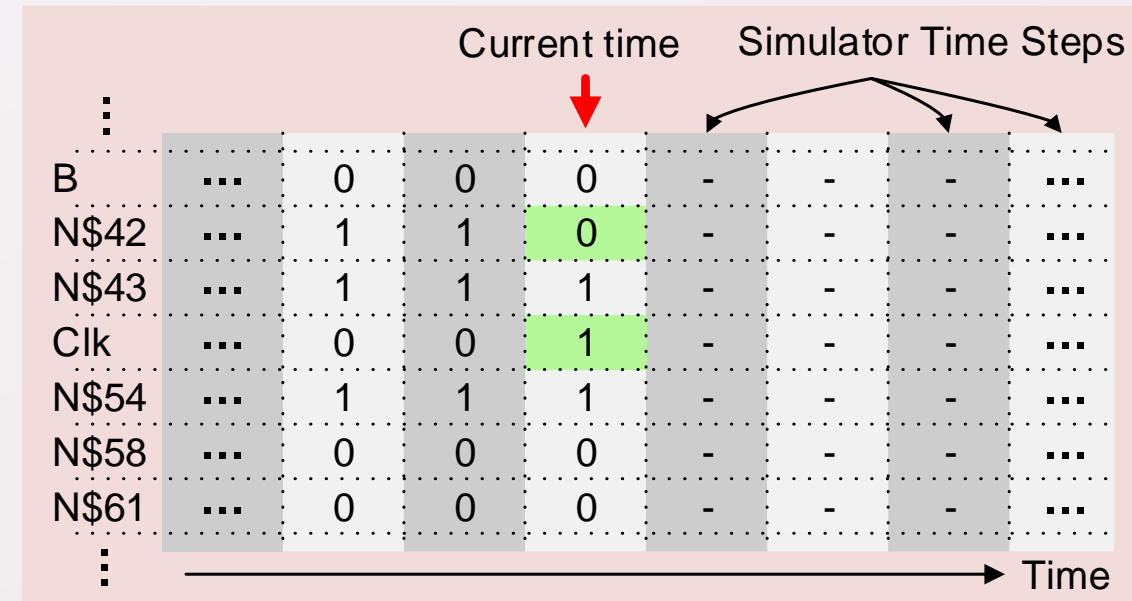 Current time Simulator Time Steps
⋮
B ... 0 0 0 - - - ...
N$42 ... 1 1 0 - - - ...
N$43 ... 1 1 1 - - - ...
Clk ... 0 0 1 - - - ...
N$54 ... 1 1 1 - - - ...
N$58 ... 0 0 0 - - - ...
N$61 ... 0 0 0 - - - ...
⋮
Time